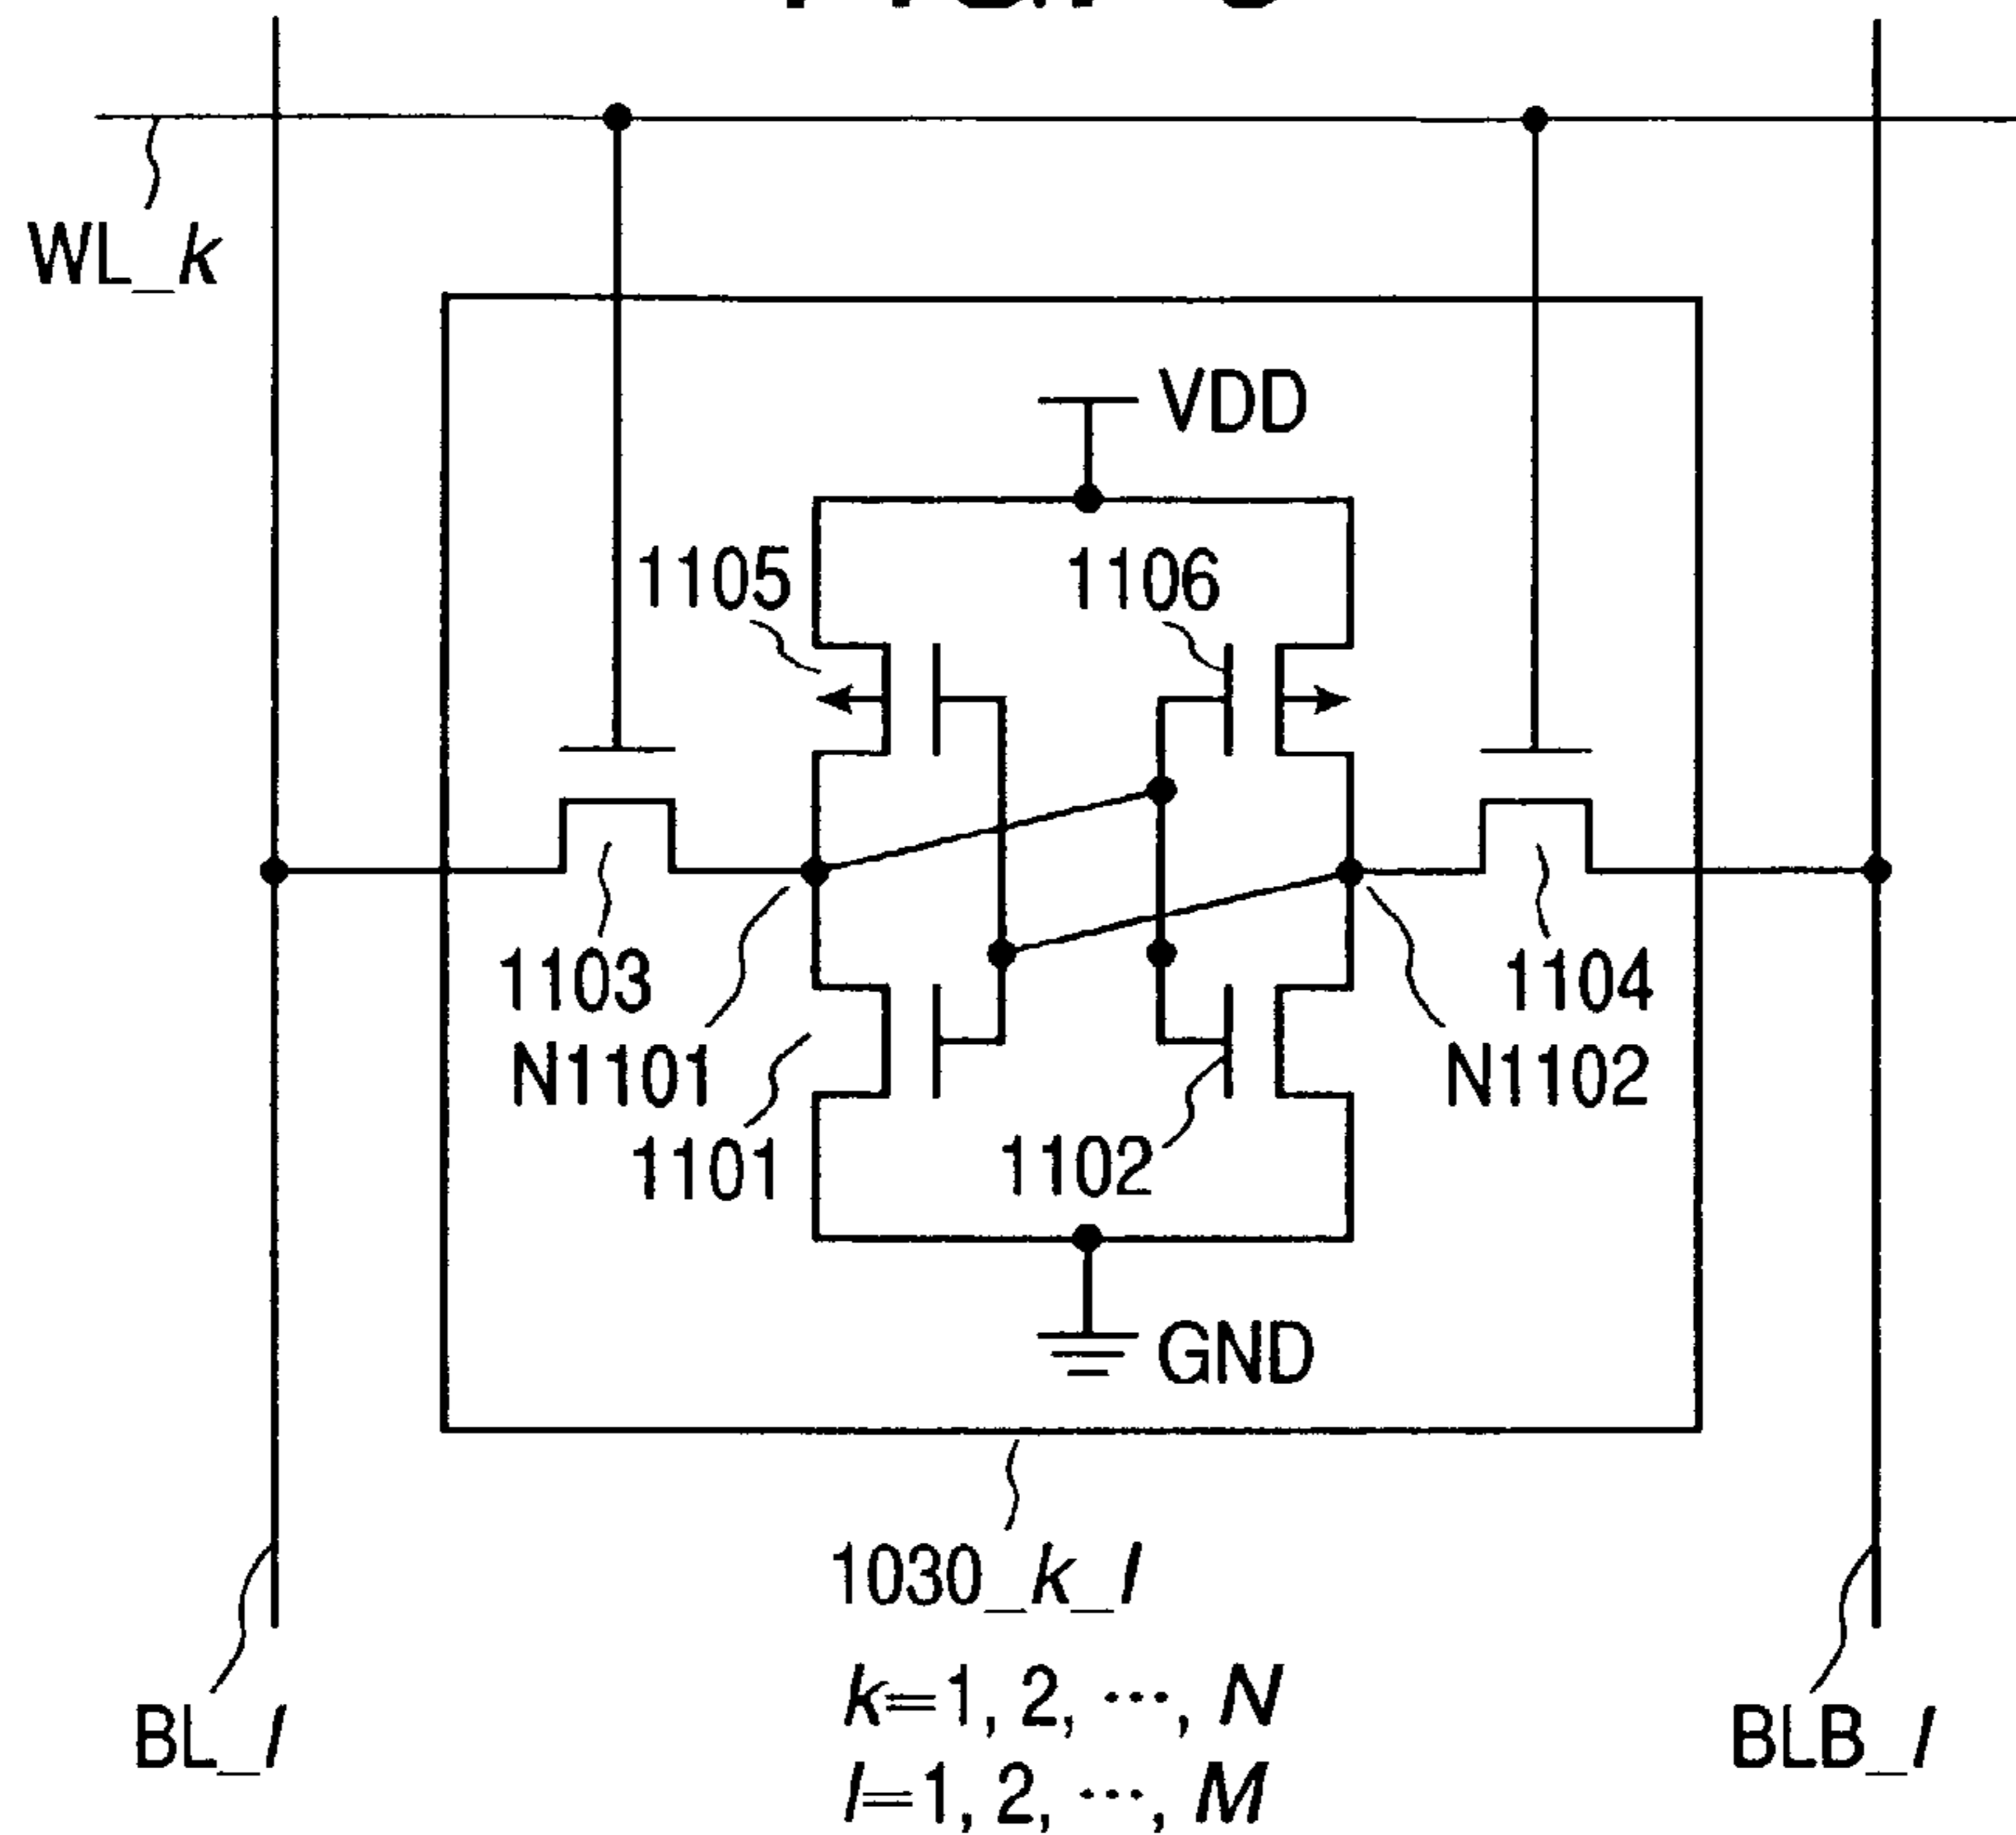 WL_k
VDD
1105
1106
1103
1104
N1101
N1102
1101
1102
GND
1030_k_l
k=1, 2, ···, N
l=1, 2, ···, M
BL_l
BLB_l